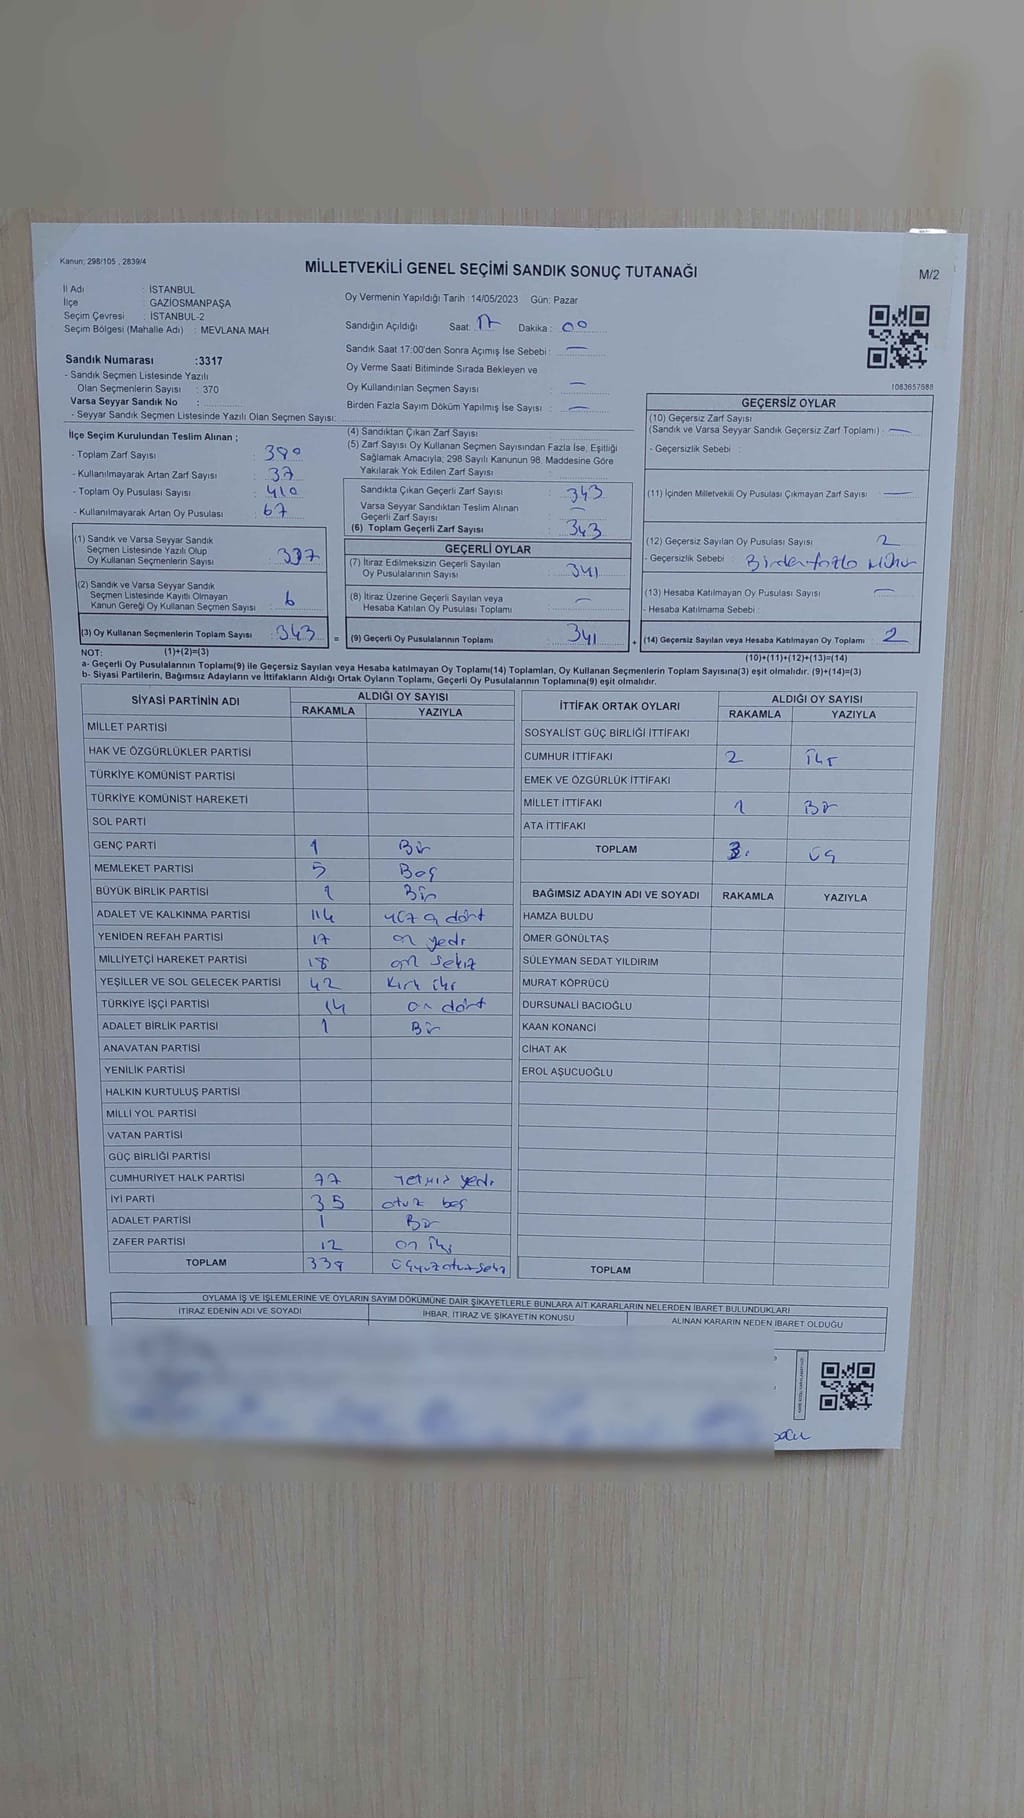 Kanun: 298/105 , 2839/4
MİLLETVEKİLİ GENEL SEÇİMİ SANDIK SONUÇ TUTANAĞI
M/2
İl Adı : İSTANBUL
İlçe : GAZİOSMANPAŞA
Seçim Çevresi : İSTANBUL-2
Seçim Bölgesi (Mahalle Adı) : MEVLANA MAH.
Sandık Numarası :3317
- Sandık Seçmen Listesinde Yazılı
Olan Seçmenlerin Sayısı : 370
Varsa Seyyar Sandık No :
- Seyyar Sandık Seçmen Listesinde Yazılı Olan Seçmen Sayısı:
Oy Vermenin Yapıldığı Tarih :14/05/2023 Gün: Pazar
Sandığın Açıldığı Saat: 17 Dakika : 00
Sandık Saat 17:00'den Sonra Açılmış İse Sebebi : —
Oy Verme Saati Bitiminde Sırada Bekleyen ve
Oy Kullandırılan Seçmen Sayısı : —
Birden Fazla Sayım Döküm Yapılmış İse Sayısı : —
1083657688
İlçe Seçim Kurulundan Teslim Alınan ;
- Toplam Zarf Sayısı : 380
- Kullanılmayarak Artan Zarf Sayısı : 37
- Toplam Oy Pusulası Sayısı : 410
- Kullanılmayarak Artan Oy Pusulası : 67
(1) Sandık ve Varsa Seyyar Sandık
Seçmen Listesinde Yazılı Olup
Oy Kullanan Seçmenlerin Sayısı : 337
(2) Sandık ve Varsa Seyyar Sandık
Seçmen Listesinde Kayıtlı Olmayan
Kanun Gereği Oy Kullanan Seçmen Sayısı : 6
(3) Oy Kullanan Seçmenlerin Toplam Sayısı : 343
(4) Sandıktan Çıkan Zarf Sayısı :
(5) Zarf Sayısı Oy Kullanan Seçmen Sayısından Fazla İse, Eşitliği
Sağlamak Amacıyla; 298 Sayılı Kanunun 98. Maddesine Göre
Yakılarak Yok Edilen Zarf Sayısı :
Sandıkta Çıkan Geçerli Zarf Sayısı : 343
Varsa Seyyar Sandıktan Teslim Alınan
Geçerli Zarf Sayısı : —
(6) Toplam Geçerli Zarf Sayısı : 343
GEÇERLİ OYLAR
(7) İtiraz Edilmeksizin Geçerli Sayılan
Oy Pusulalarının Sayısı : 341
(8) İtiraz Üzerine Geçerli Sayılan veya
Hesaba Katılan Oy Pusulası Toplamı : —
= (9) Geçerli Oy Pusulalarının Toplamı : 341
GEÇERSİZ OYLAR
(10) Geçersiz Zarf Sayısı
(Sandık ve Varsa Seyyar Sandık Geçersiz Zarf Toplamı) : —
- Geçersizlik Sebebi :
(11) İçinden Milletvekili Oy Pusulası Çıkmayan Zarf Sayısı : —
(12) Geçersiz Sayılan Oy Pusulası Sayısı : 2
- Geçersizlik Sebebi : Birden fazla Mühür
(13) Hesaba Katılmayan Oy Pusulası Sayısı : —
- Hesaba Katılmama Sebebi :
+ (14) Geçersiz Sayılan veya Hesaba Katılmayan Oy Toplamı : 2
NOT: (1)+(2)=(3)
(10)+(11)+(12)+(13)=(14)
a- Geçerli Oy Pusulalarının Toplamı(9) ile Geçersiz Sayılan veya Hesaba katılmayan Oy Toplamı(14) Toplamları, Oy Kullanan Seçmenlerin Toplam Sayısına(3) eşit olmalıdır. (9)+(14)=(3)
b- Siyasi Partilerin, Bağımsız Adayların ve İttifakların Aldığı Ortak Oyların Toplamı, Geçerli Oy Pusulalarının Toplamına(9) eşit olmalıdır.
SİYASİ PARTİNİN ADI ALDIĞI OY SAYISI
RAKAMLA YAZIYLA
MİLLET PARTİSİ
HAK VE ÖZGÜRLÜKLER PARTİSİ
TÜRKİYE KOMÜNİST PARTİSİ
TÜRKİYE KOMÜNİST HAREKETİ
SOL PARTİ
GENÇ PARTİ 1 Bir
MEMLEKET PARTİSİ 5 Beş
BÜYÜK BİRLİK PARTİSİ 1 Bir
ADALET VE KALKINMA PARTİSİ 114 yüz on dört
YENİDEN REFAH PARTİSİ 17 on yedi
MİLLİYETÇİ HAREKET PARTİSİ 18 on sekiz
YEŞİLLER VE SOL GELECEK PARTİSİ 42 Kırk iki
TÜRKİYE İŞÇİ PARTİSİ 14 on dört
ADALET BİRLİK PARTİSİ 1 Bir
ANAVATAN PARTİSİ
YENİLİK PARTİSİ
HALKIN KURTULUŞ PARTİSİ
MİLLİ YOL PARTİSİ
VATAN PARTİSİ
GÜÇ BİRLİĞİ PARTİSİ
CUMHURİYET HALK PARTİSİ 77 Yetmiş yedi
İYİ PARTİ 35 otuz beş
ADALET PARTİSİ 1 Bir
ZAFER PARTİSİ 12 on iki
TOPLAM 338 üçyüzotuzsekiz
İTTİFAK ORTAK OYLARI ALDIĞI OY SAYISI
RAKAMLA YAZIYLA
SOSYALİST GÜÇ BİRLİĞİ İTTİFAKI
CUMHUR İTTİFAKI 2 iki
EMEK VE ÖZGÜRLÜK İTTİFAKI
MİLLET İTTİFAKI 1 Bir
ATA İTTİFAKI
TOPLAM 3. üç
BAĞIMSIZ ADAYIN ADI VE SOYADI RAKAMLA YAZIYLA
HAMZA BULDU
ÖMER GÖNÜLTAŞ
SÜLEYMAN SEDAT YILDIRIM
MURAT KÖPRÜCÜ
DURSUNALİ BACIOĞLU
KAAN KONANCİ
CİHAT AK
EROL AŞUCUOĞLU
TOPLAM
OYLAMA İŞ VE İŞLEMLERİNE VE OYLARIN SAYIM DÖKÜMÜNE DAİR ŞİKAYETLERLE BUNLARA AİT KARARLARIN NELERDEN İBARET BULUNDUKLARI
İTİRAZ EDENİN ADI VE SOYADI İHBAR, İTİRAZ VE ŞİKAYETİN KONUSU ALINAN KARARIN NEDEN İBARET OLDUĞU